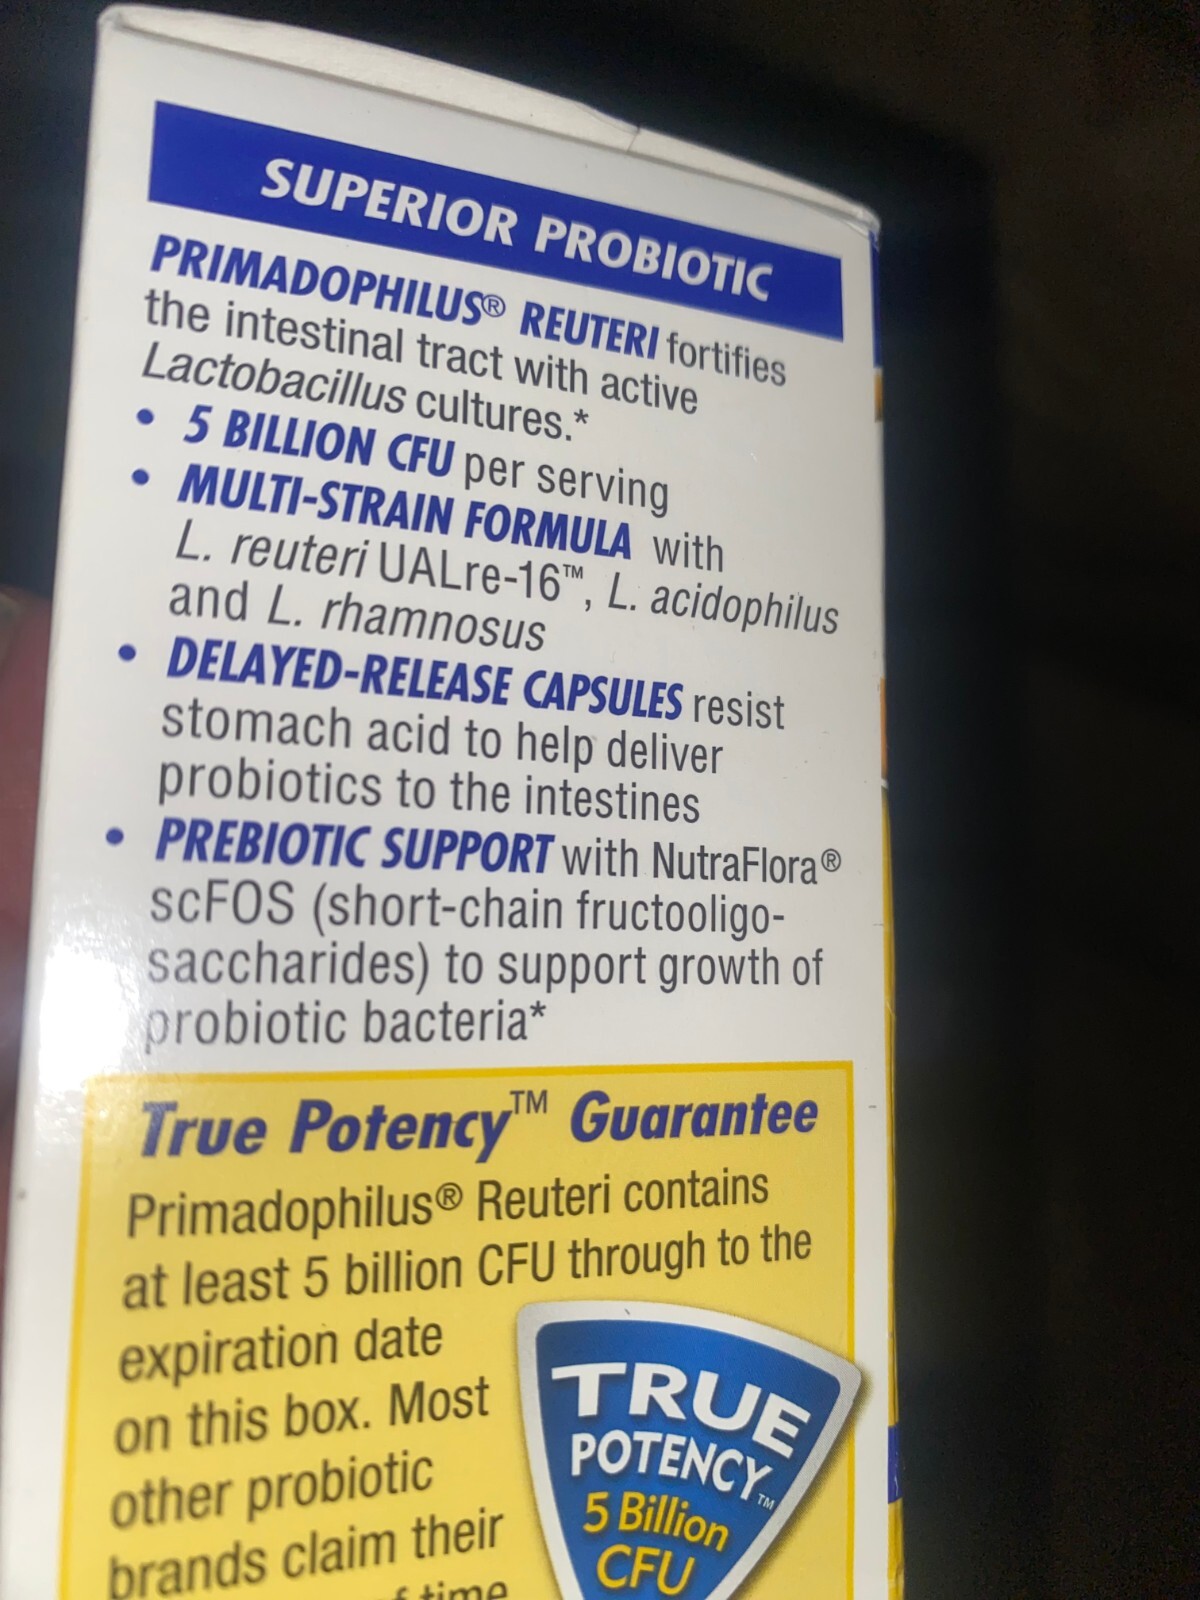 SUPERIOR PROBIOTIC
PRIMADOPHILUS® REUTERI fortifies
the intestinal tract with active
Lactobacillus cultures.*
• 5 BILLION CFU per serving
• MULTI-STRAIN FORMULA with
L. reuteri UALre-16™, L. acidophilus
and L. rhamnosus
• DELAYED-RELEASE CAPSULES resist
stomach acid to help deliver
probiotics to the intestines
• PREBIOTIC SUPPORT with NutraFlora®
scFOS (short-chain fructooligo-
saccharides) to support growth of
probiotic bacteria*
True Potency™ Guarantee
Primadophilus® Reuteri contains
at least 5 billion CFU through to the
expiration date
on this box. Most
other probiotic
brands claim their
time
TRUE
POTENCY™
5 Billion
CFU